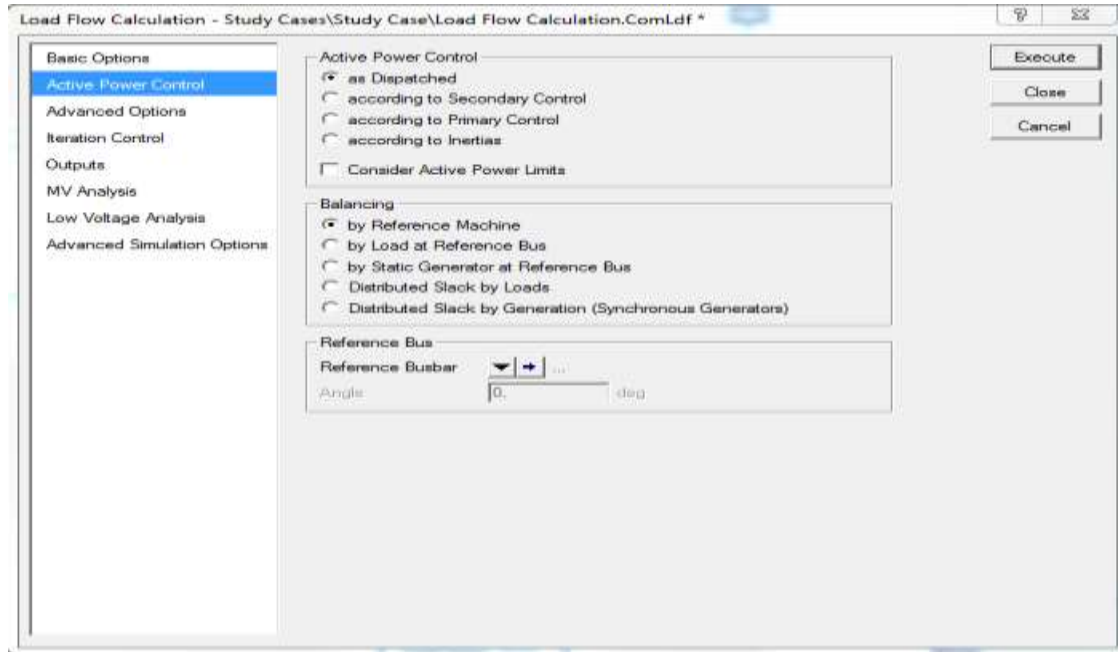 Load Flow Calculation - Study Cases\Study Case\Load Flow Calculation.ComLdf *
Basic Options
Active Power Control
Advanced Options
Iteration Control
Outputs
MV Analysis
Low Voltage Analysis
Advanced Simulation Options
Active Power Control
as Dispatched
according to Secondary Control
according to Primary Control
according to Inertias
Consider Active Power Limits
Balancing
by Reference Machine
by Load at Reference Bus
by Static Generator at Reference Bus
Distributed Slack by Loads
Distributed Slack by Generation (Synchronous Generators)
Reference Bus
Reference Busbar ...
Angle 0. deg
Execute
Close
Cancel